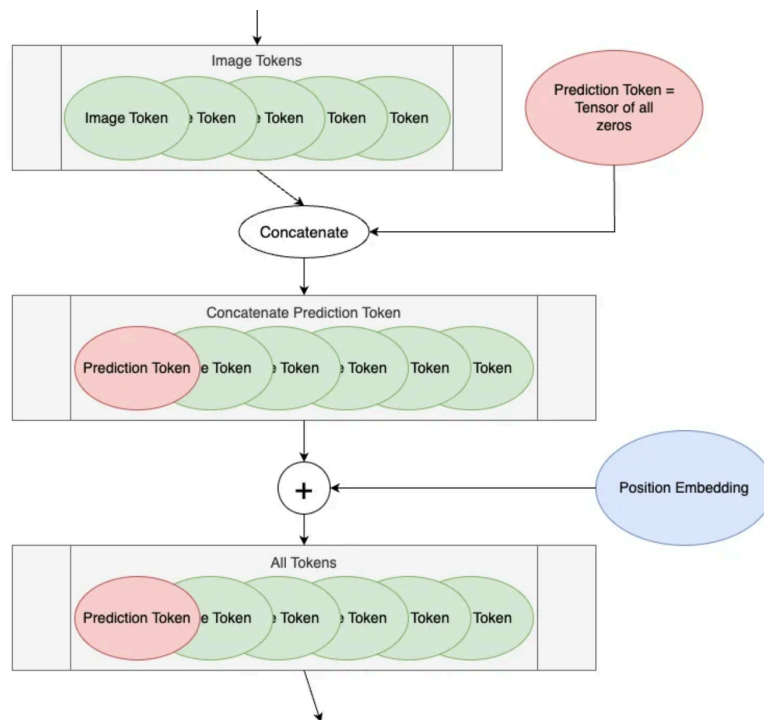 Image Tokens
Image Token
e Token
e Token
Token
Token
Prediction Token =
Tensor of all
zeros
Concatenate
Concatenate Prediction Token
Prediction Token
e Token
e Token
e Token
Token
Token
+
Position Embedding
All Tokens
Prediction Token
e Token
e Token
e Token
Token
Token